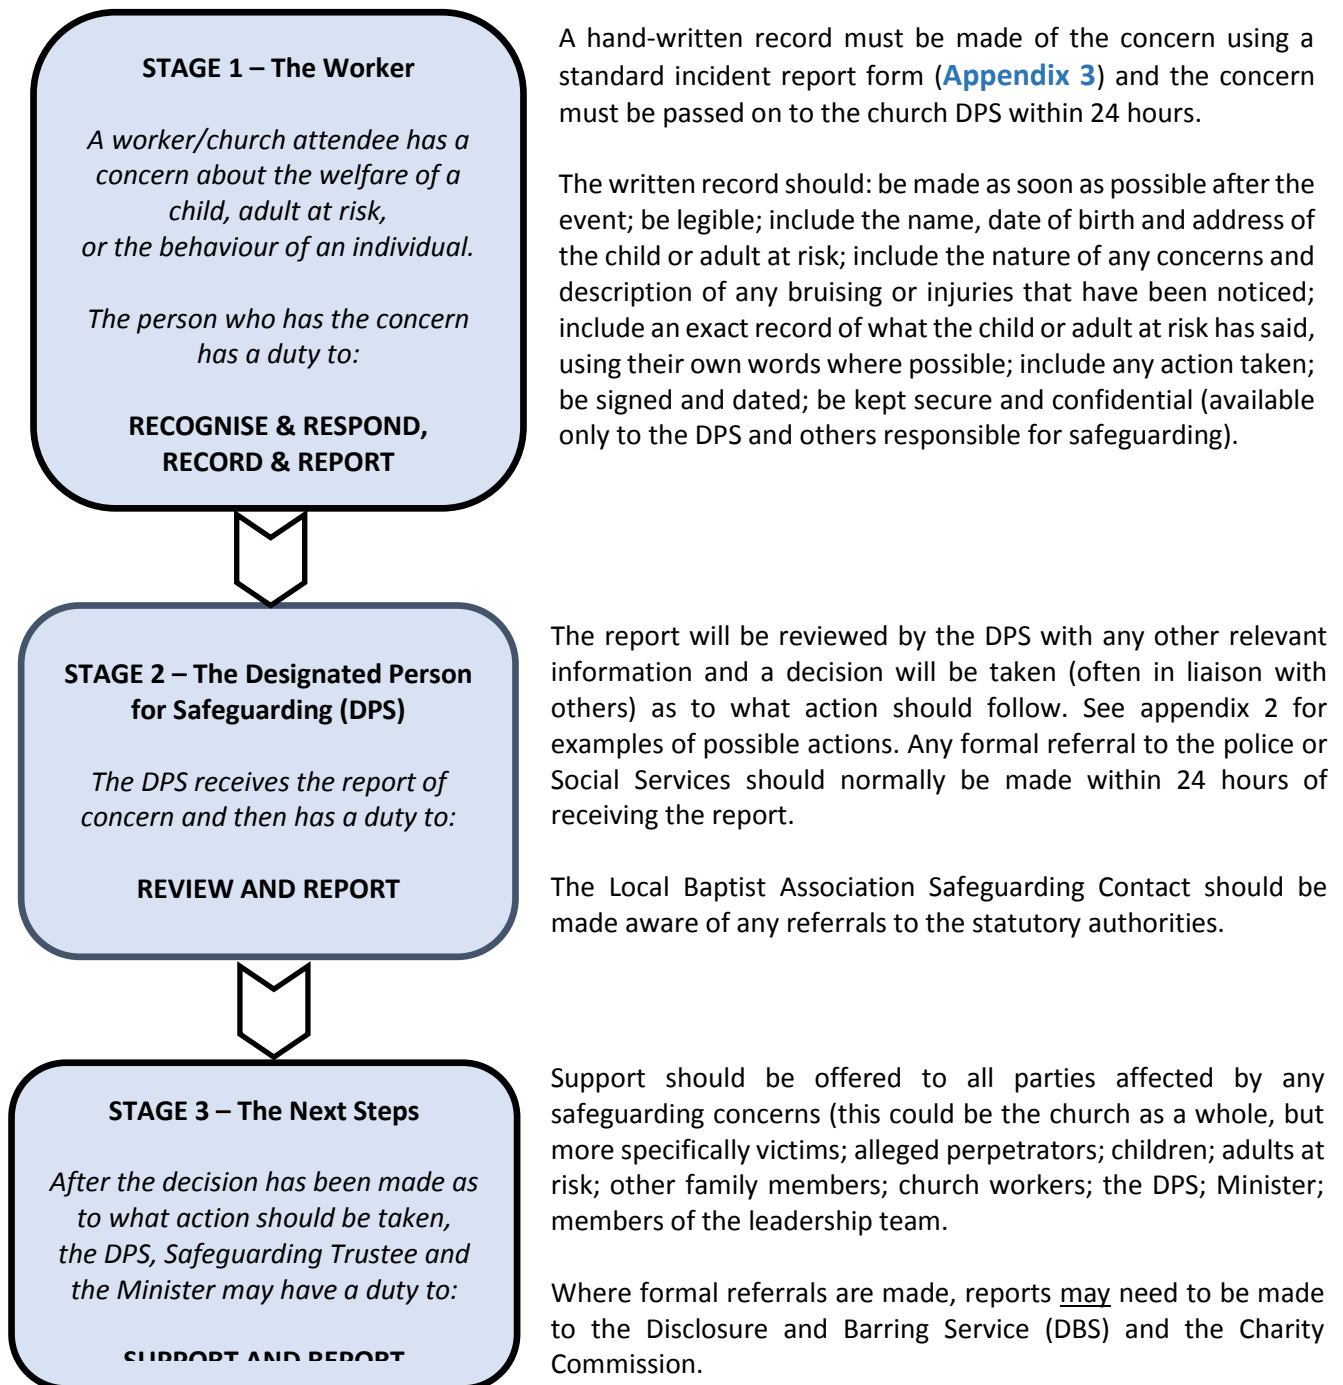 STAGE 1 – The Worker
A worker/church attendee has a
concern about the welfare of a
child, adult at risk,
or the behaviour of an individual.
The person who has the concern
has a duty to:
RECOGNISE & RESPOND,
RECORD & REPORT
A hand-written record must be made of the concern using a
standard incident report form (Appendix 3) and the concern
must be passed on to the church DPS within 24 hours.
The written record should: be made as soon as possible after the
event; be legible; include the name, date of birth and address of
the child or adult at risk; include the nature of any concerns and
description of any bruising or injuries that have been noticed;
include an exact record of what the child or adult at risk has said,
using their own words where possible; include any action taken;
be signed and dated; be kept secure and confidential (available
only to the DPS and others responsible for safeguarding).
STAGE 2 – The Designated Person
for Safeguarding (DPS)
The DPS receives the report of
concern and then has a duty to:
REVIEW AND REPORT
The report will be reviewed by the DPS with any other relevant
information and a decision will be taken (often in liaison with
others) as to what action should follow. See appendix 2 for
examples of possible actions. Any formal referral to the police or
Social Services should normally be made within 24 hours of
receiving the report.
The Local Baptist Association Safeguarding Contact should be
made aware of any referrals to the statutory authorities.
STAGE 3 – The Next Steps
After the decision has been made as
to what action should be taken,
the DPS, Safeguarding Trustee and
the Minister may have a duty to:
SUPPORT AND REPORT
Support should be offered to all parties affected by any
safeguarding concerns (this could be the church as a whole, but
more specifically victims; alleged perpetrators; children; adults at
risk; other family members; church workers; the DPS; Minister;
members of the leadership team.
Where formal referrals are made, reports may need to be made
to the Disclosure and Barring Service (DBS) and the Charity
Commission.